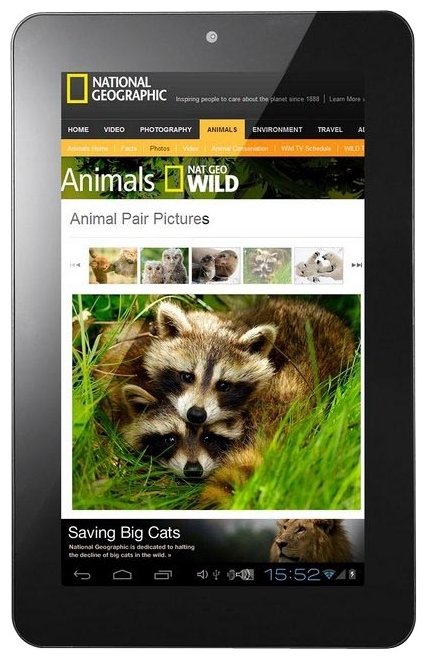 NATIONAL
GEOGRAPHIC
Inspiring people to care about the planet since 1888 | Learn More
HOME VIDEO PHOTOGRAPHY ANIMALS ENVIRONMENT TRAVEL
Animals Home | Facts | Photos | Video | Animal Conservation | Wild TV Schedule | WILD
Animals NAT GEO
WILD
Animal Pair Pictures
Saving Big Cats
National Geographic is dedicated to halting
the decline of big cats in the wild. »
15:52